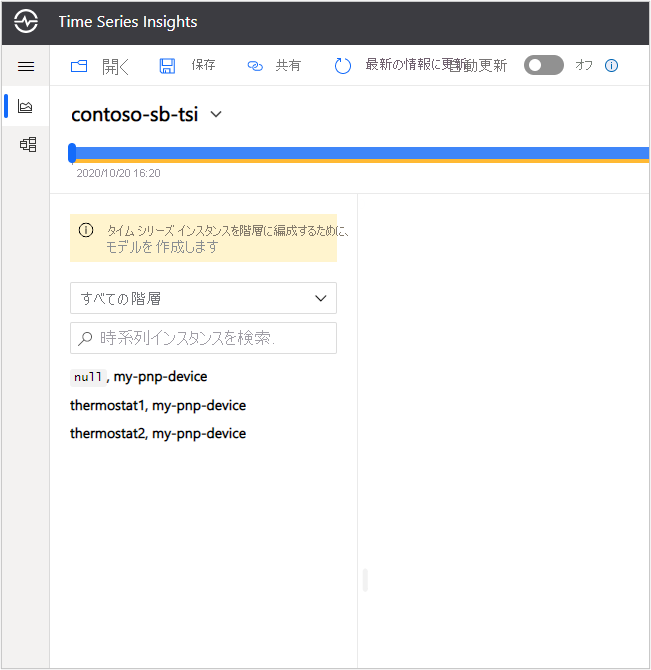 Time Series Insights
開く 保存 共有 最新の情報に更新 自動更新 オフ
contoso-sb-tsi
2020/10/20 16:20
タイム シリーズ インスタンスを階層に編成するために、
モデルを作成します
すべての階層
時系列インスタンスを検索.
null, my-pnp-device
thermostat1, my-pnp-device
thermostat2, my-pnp-device